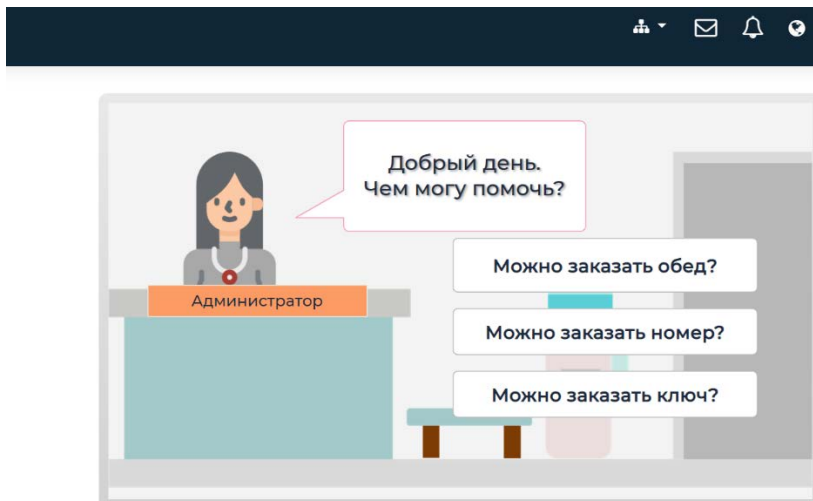 Добрый день.
Чем могу помочь?
Можно заказать обед?
Администратор
Можно заказать номер?
Можно заказать ключ?